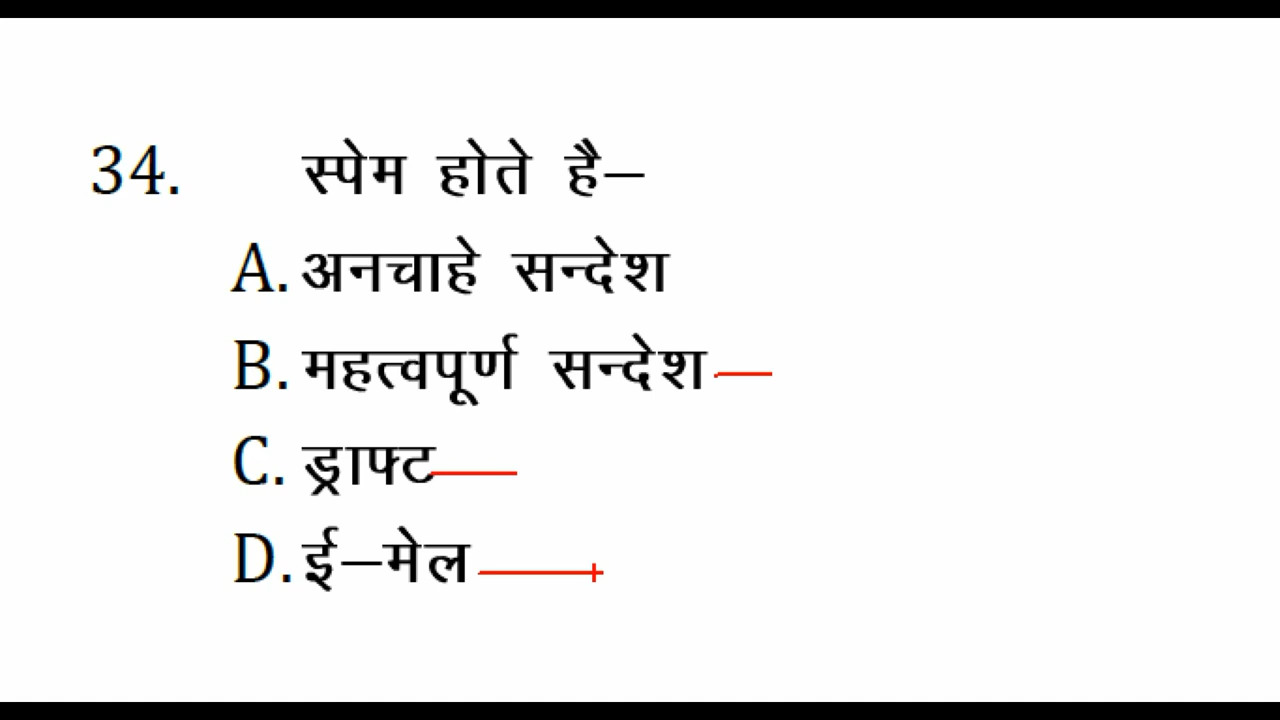 34. स्पेम होते है–
A. अनचाहे सन्देश
B. महत्वपूर्ण सन्देश
C. ड्राफ्ट
D. ई–मेल